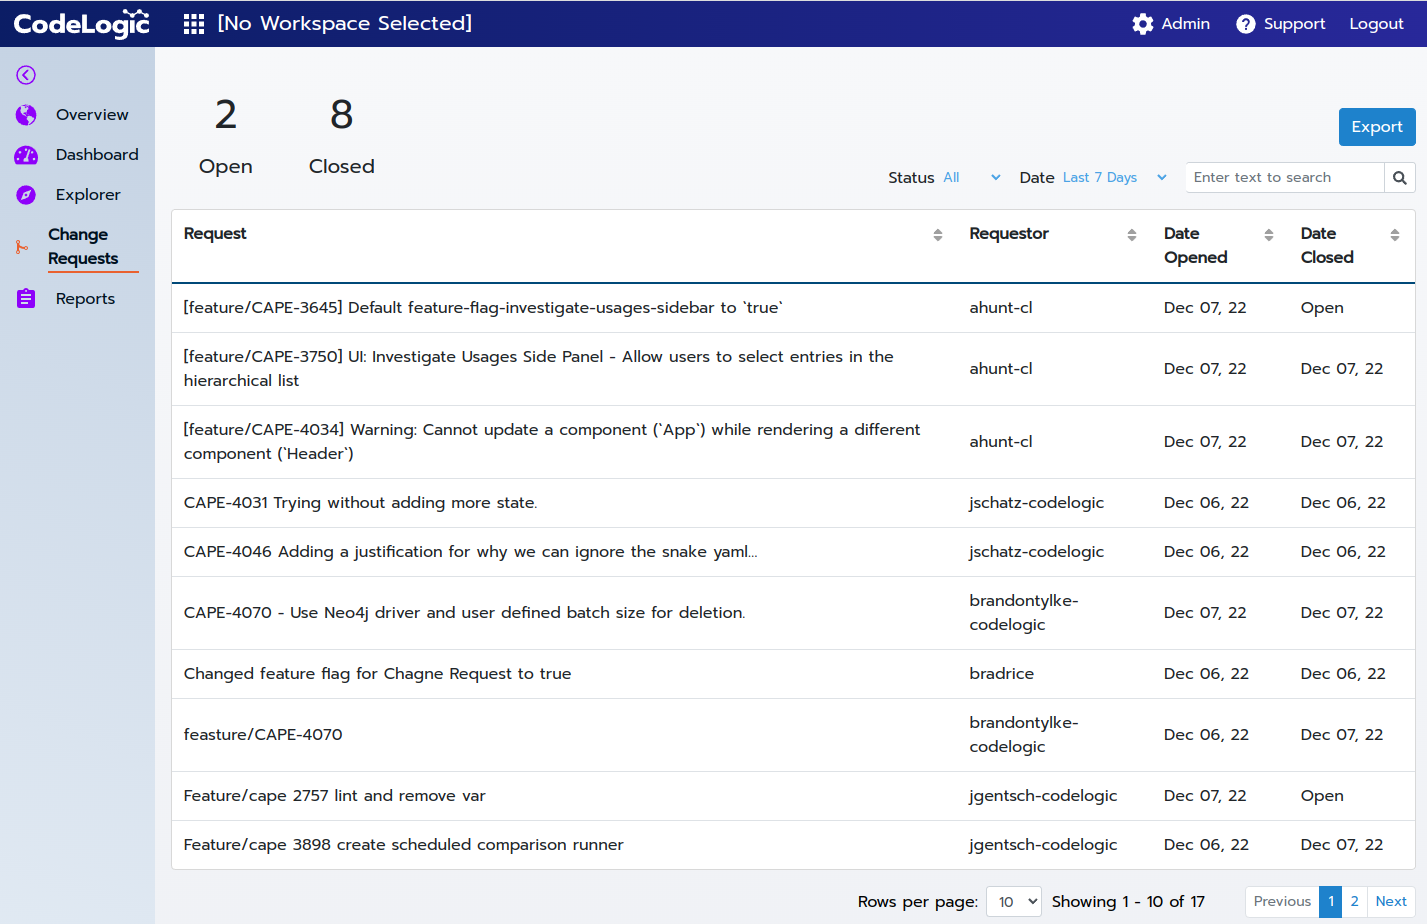 CodeLogic [No Workspace Selected] Admin Support Logout
Overview
Dashboard
Explorer
Change
Requests
Reports
2 8
Open Closed
Export
Status All Date Last 7 Days Enter text to search
Request Requestor Date Date
Opened Closed
[feature/CAPE-3645] Default feature-flag-investigate-usages-sidebar to `true` ahunt-cl Dec 07, 22 Open
[feature/CAPE-3750] UI: Investigate Usages Side Panel - Allow users to select entries in the
hierarchical list
ahunt-cl Dec 07, 22 Dec 07, 22
[feature/CAPE-4034] Warning: Cannot update a component (`App`) while rendering a different
component (`Header`)
ahunt-cl Dec 07, 22 Dec 07, 22
CAPE-4031 Trying without adding more state. jschatz-codelogic Dec 06, 22 Dec 06, 22
CAPE-4046 Adding a justification for why we can ignore the snake yaml... jschatz-codelogic Dec 06, 22 Dec 06, 22
CAPE-4070 - Use Neo4j driver and user defined batch size for deletion. brandontylke-
codelogic Dec 07, 22 Dec 07, 22
Changed feature flag for Chagne Request to true bradrice Dec 06, 22 Dec 06, 22
feasture/CAPE-4070 brandontylke-
codelogic Dec 06, 22 Dec 07, 22
Feature/cape 2757 lint and remove var jgentsch-codelogic Dec 07, 22 Open
Feature/cape 3898 create scheduled comparison runner jgentsch-codelogic Dec 06, 22 Dec 07, 22
Rows per page: 10 Showing 1 - 10 of 17 Previous 1 2 Next